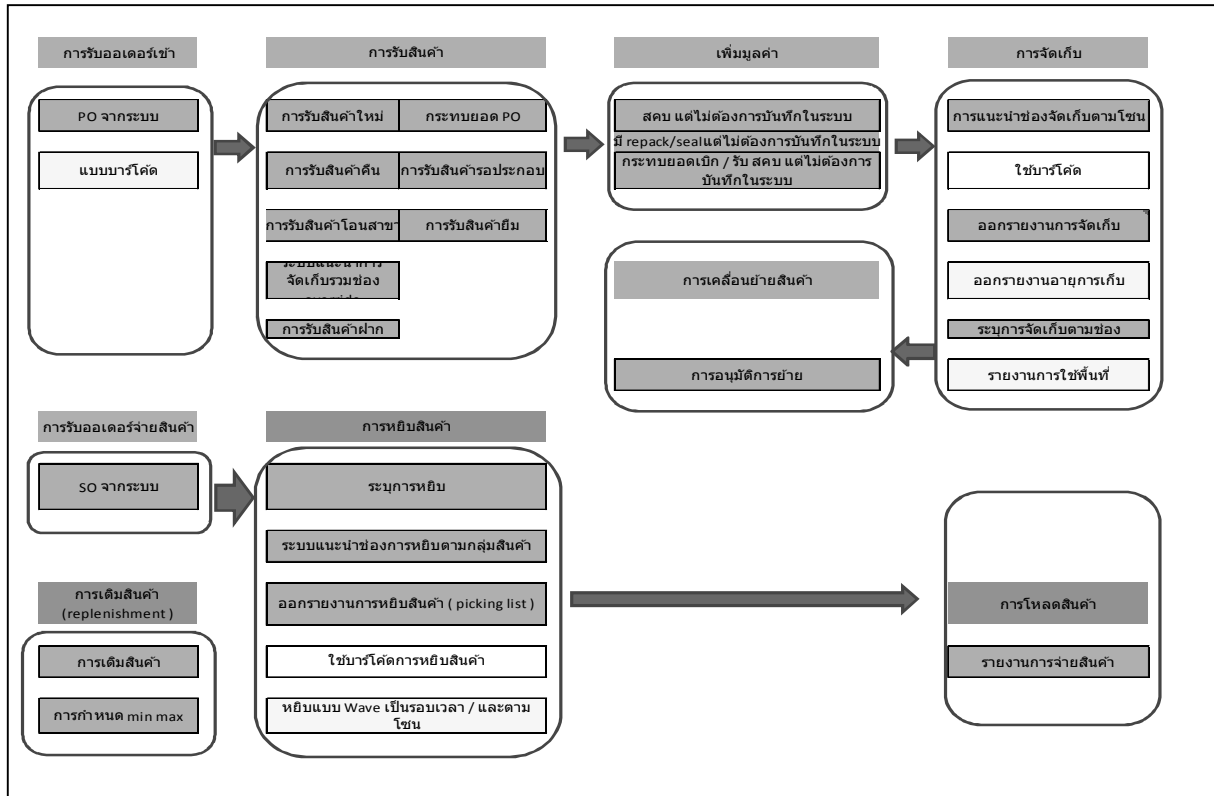 การรับออเดอร์เข้า
PO จากระบบ
แบบบาร์โค้ด
การรับสินค้า
การรับสินค้าใหม่
กระทบยอด PO
การรับสินค้าคืน
การรับสินค้ารอประกอบ
การรับสินค้าโอนสาขา
การรับสินค้ายืม
ระบบแนะนำการ
จัดเก็บรวมช่อง
การรับสินค้าฝาก
เพิ่มมูลค่า
สคบ แต่ไม่ต้องการบันทึกในระบบ
มี repack/sealแต่ไม่ต้องการบันทึกในระบบ
กระทบยอดเบิก / รับ สคบ แต่ไม่ต้องการ
บันทึกในระบบ
การจัดเก็บ
การแนะนำช่องจัดเก็บตามโซน
ใช้บาร์โค้ด
ออกรายงานการจัดเก็บ
ออกรายงานอายุการเก็บ
ระบุการจัดเก็บตามช่อง
รายงานการใช้พื้นที่
การเคลื่อนย้ายสินค้า
การอนุมัติการย้าย
การรับออเดอร์จ่ายสินค้า
SO จากระบบ
การเติมสินค้า
(replenishment )
การเติมสินค้า
การกำหนด min max
การหยิบสินค้า
ระบุการหยิบ
ระบบแนะนำช่องการหยิบตามกลุ่มสินค้า
ออกรายงานการหยิบสินค้า ( picking list )
ใช้บาร์โค้ดการหยิบสินค้า
หยิบแบบ Wave เป็นรอบเวลา / และตาม
โซน
การโหลดสินค้า
รายงานการจ่ายสินค้า